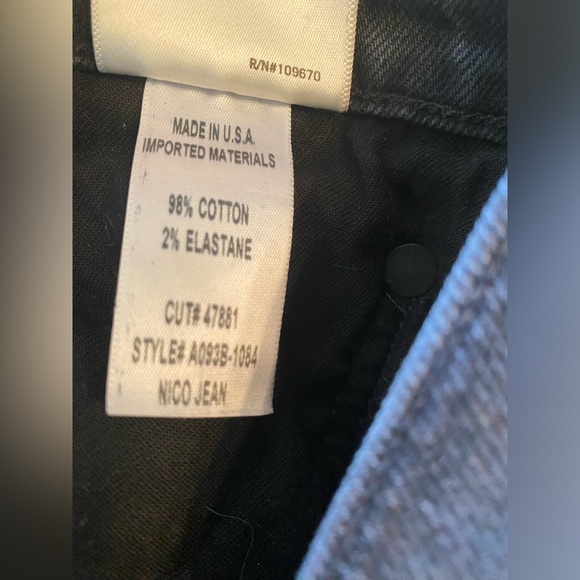 R/N#109670
MADE IN U.S.A.
IMPORTED MATERIALS
98% COTTON
2% ELASTANE
CUT# 47881
STYLE# A093B-1084
NICO JEAN